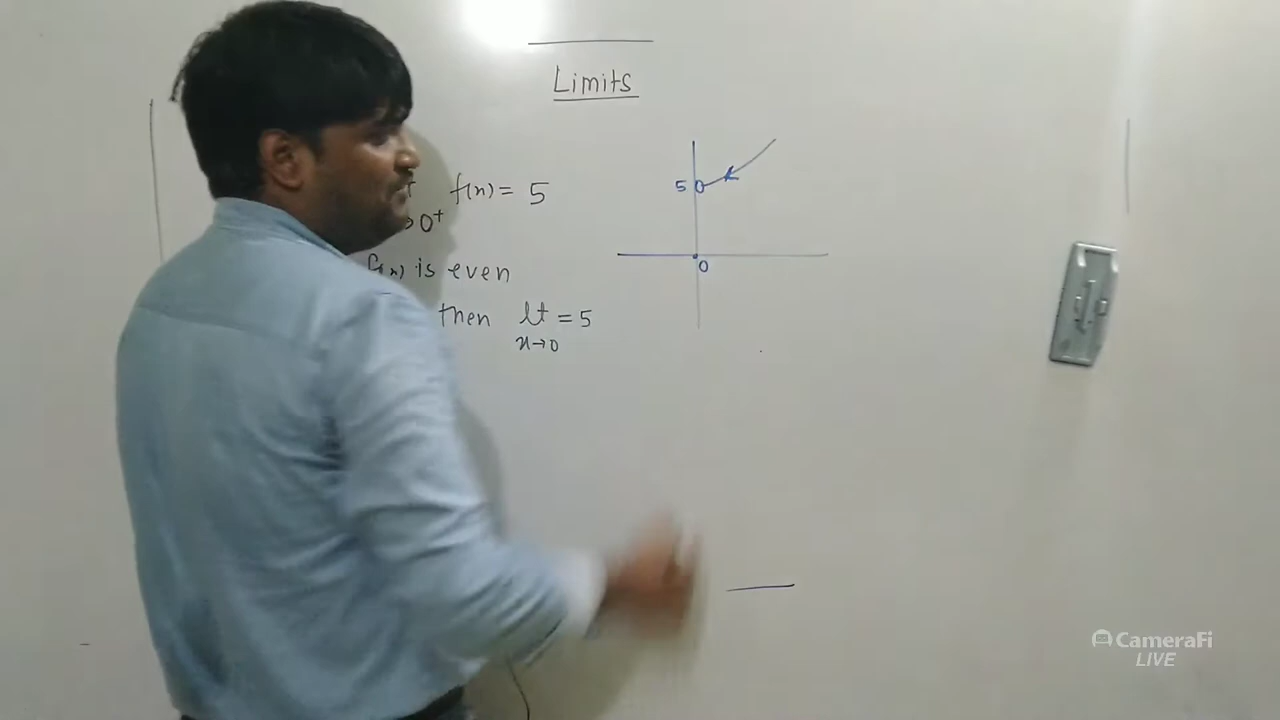 Limits
f(x) = 5
→0⁺
f(x) is even
then lt = 5
x→0
5
0
CameraFi
LIVE